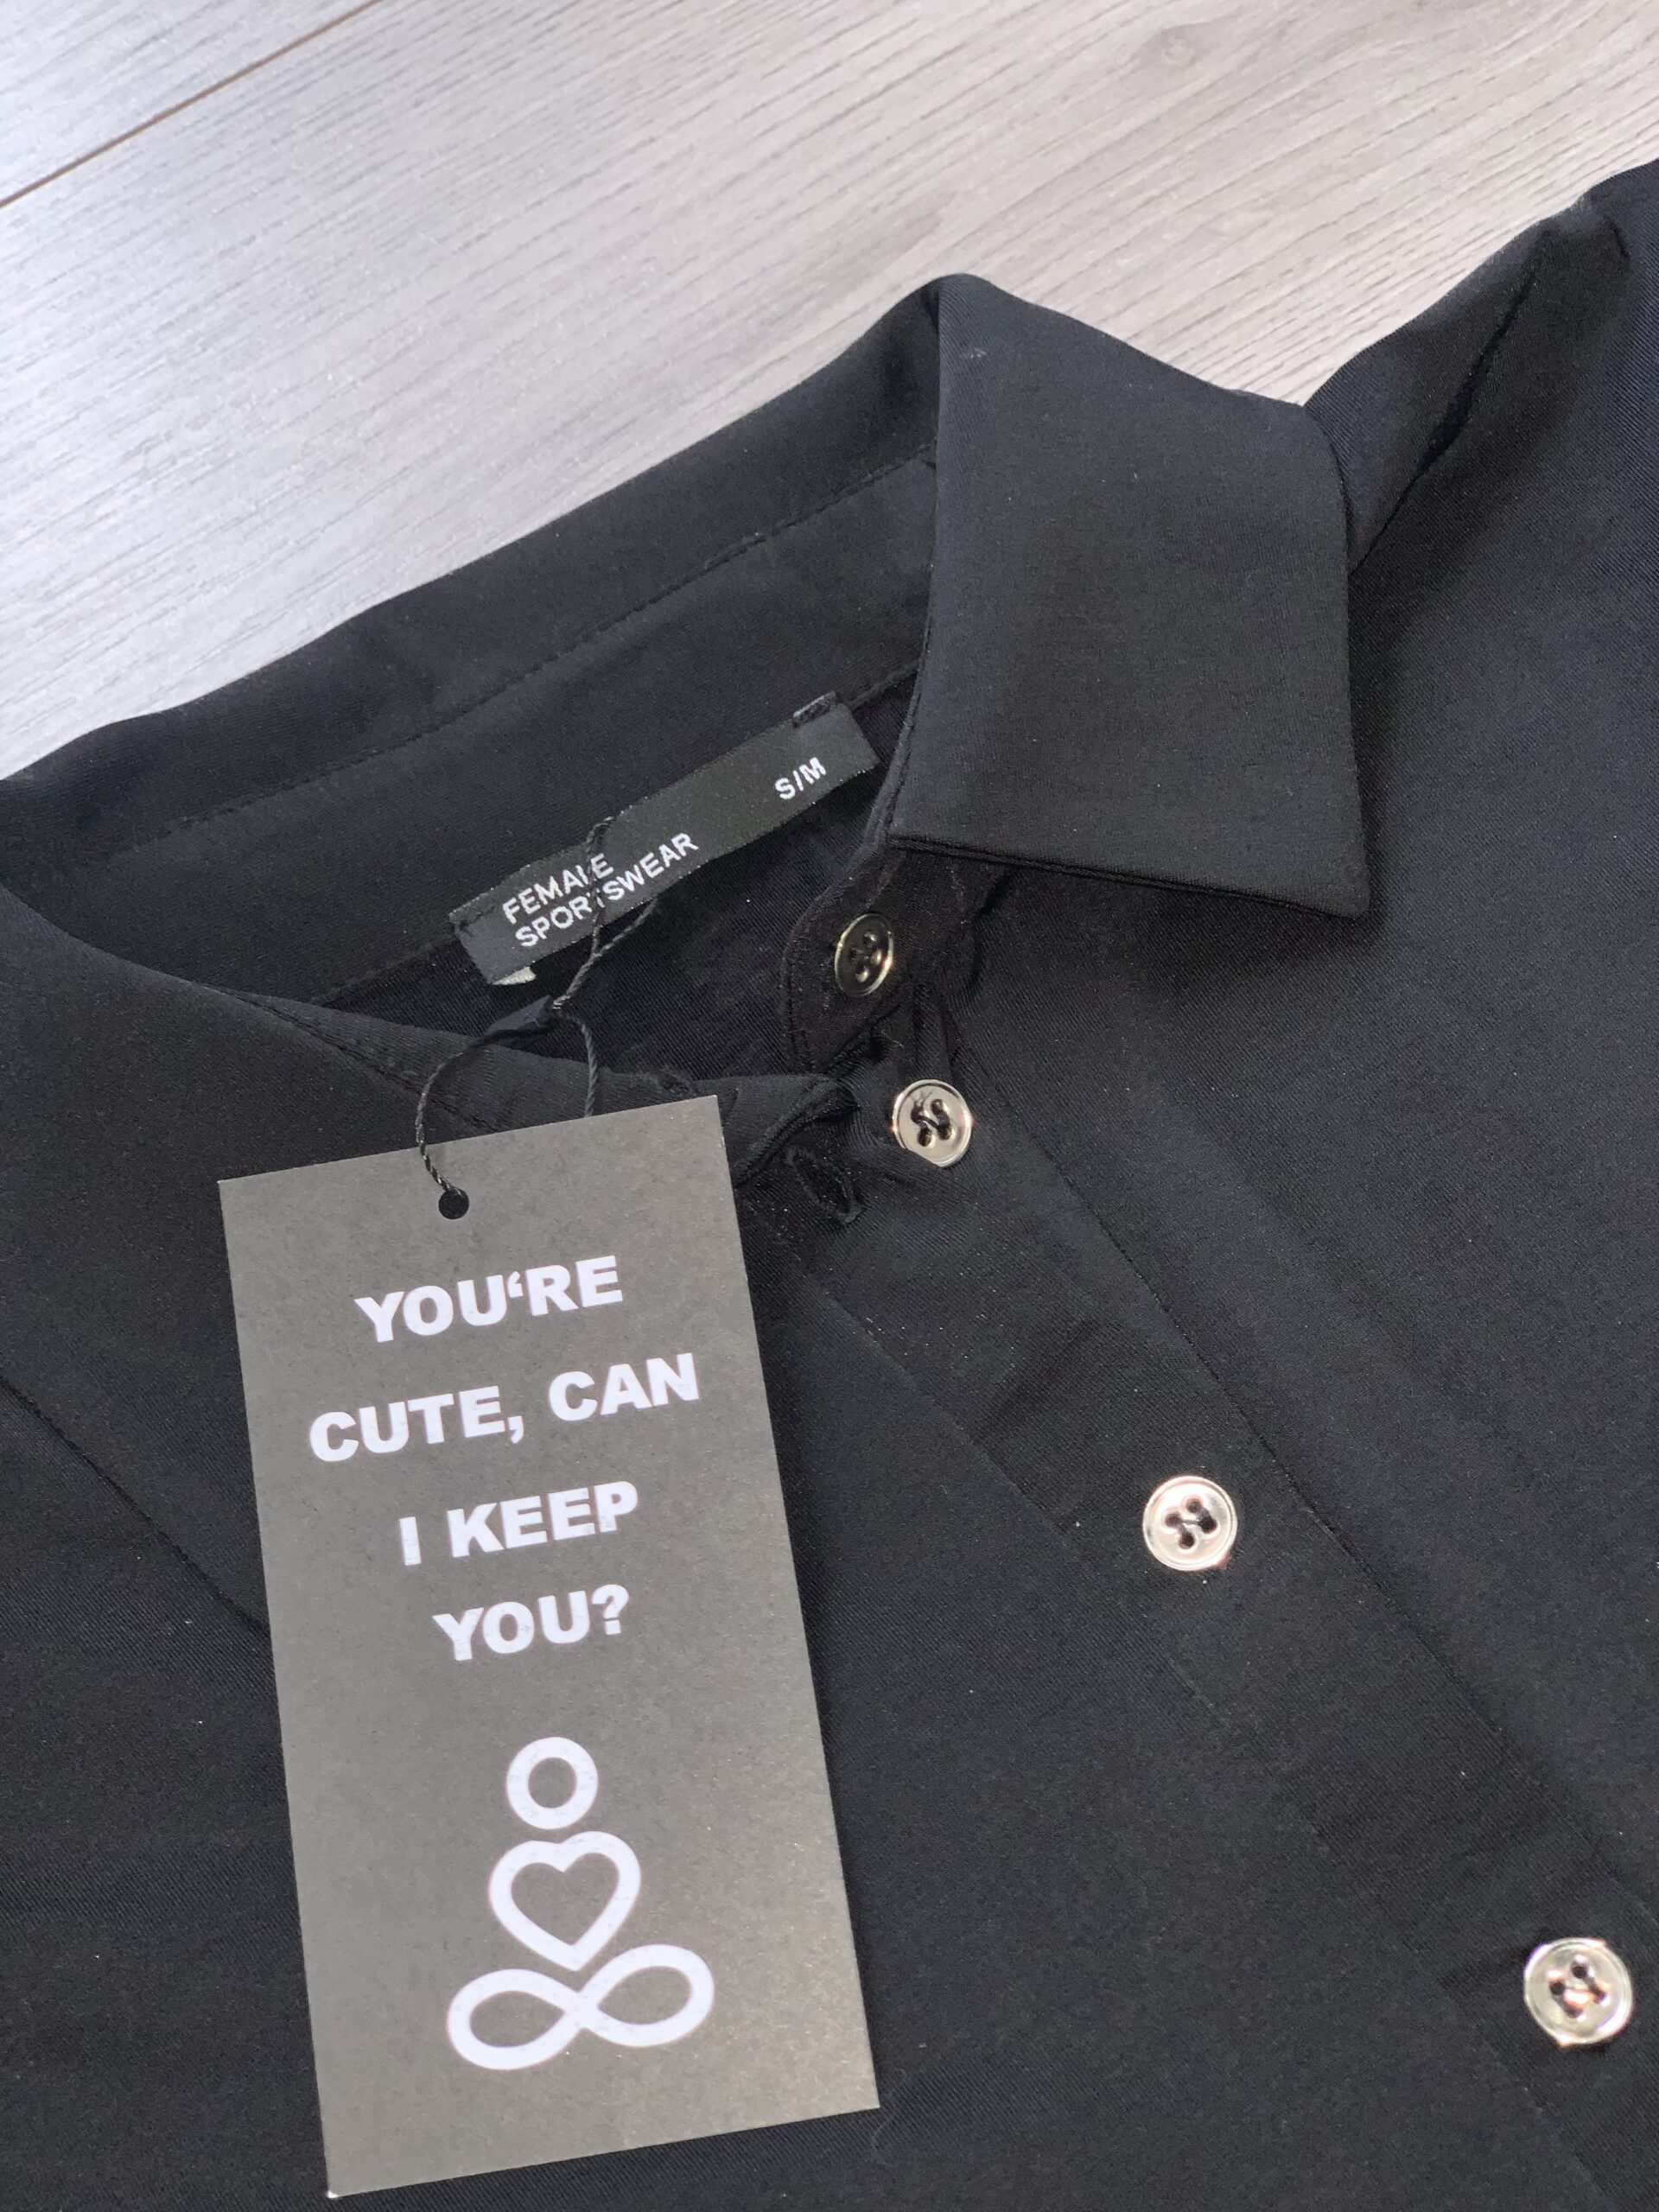 FEMALE
SPORTSWEAR
S/M
YOU‘RE
CUTE, CAN
I KEEP
YOU?